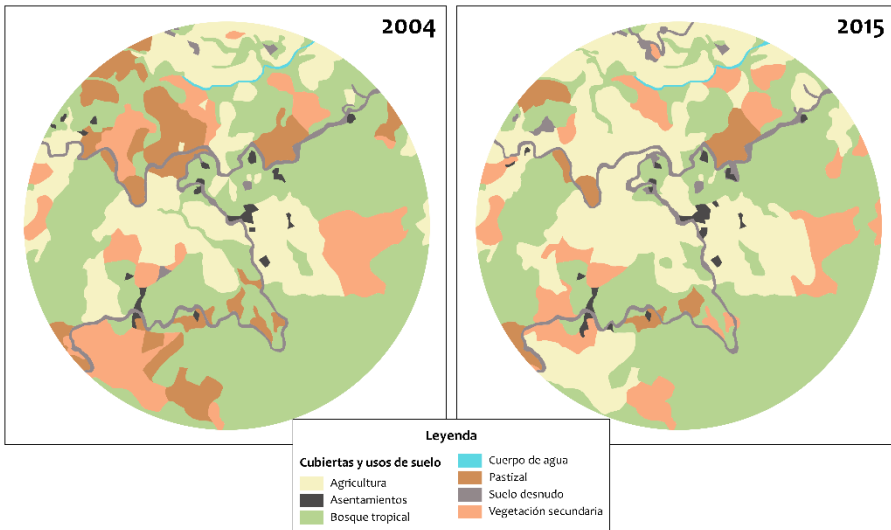 2004
2015
Leyenda
Cubiertas y usos de suelo
Agricultura
Asentamientos
Bosque tropical
Cuerpo de agua
Pastizal
Suelo desnudo
Vegetación secundaria